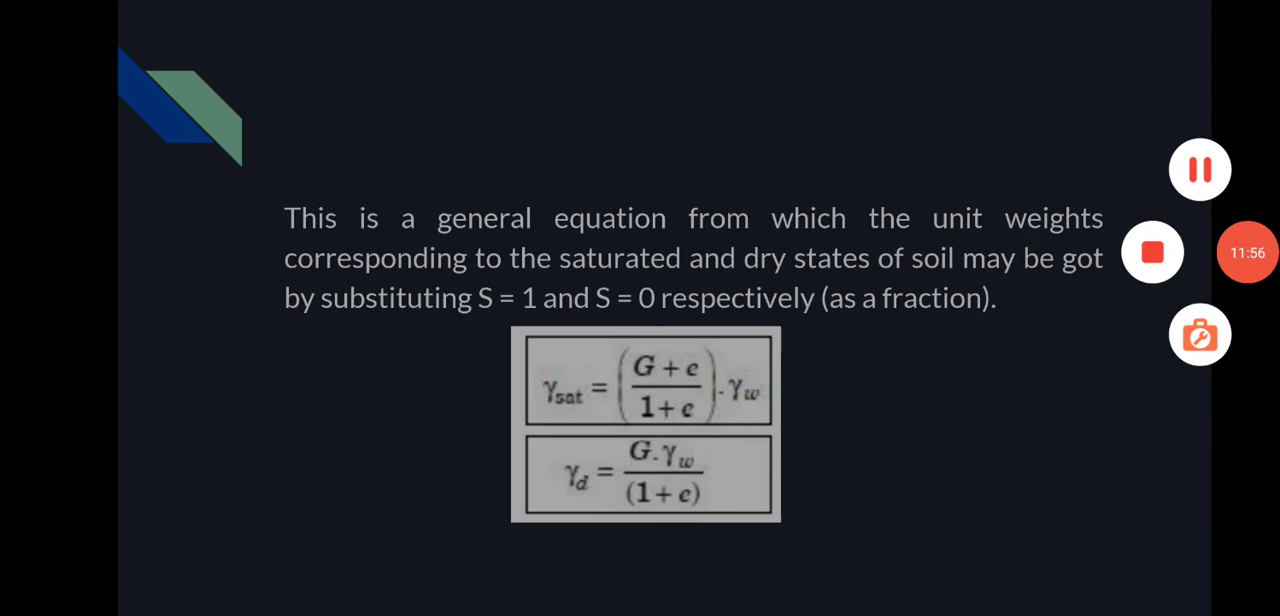 This is a general equation from which the unit weights
corresponding to the saturated and dry states of soil may be got
by substituting S = 1 and S = 0 respectively (as a fraction).
γsat = (G + e / 1 + e) . γw
γd = G.γw / (1 + e)
11:56